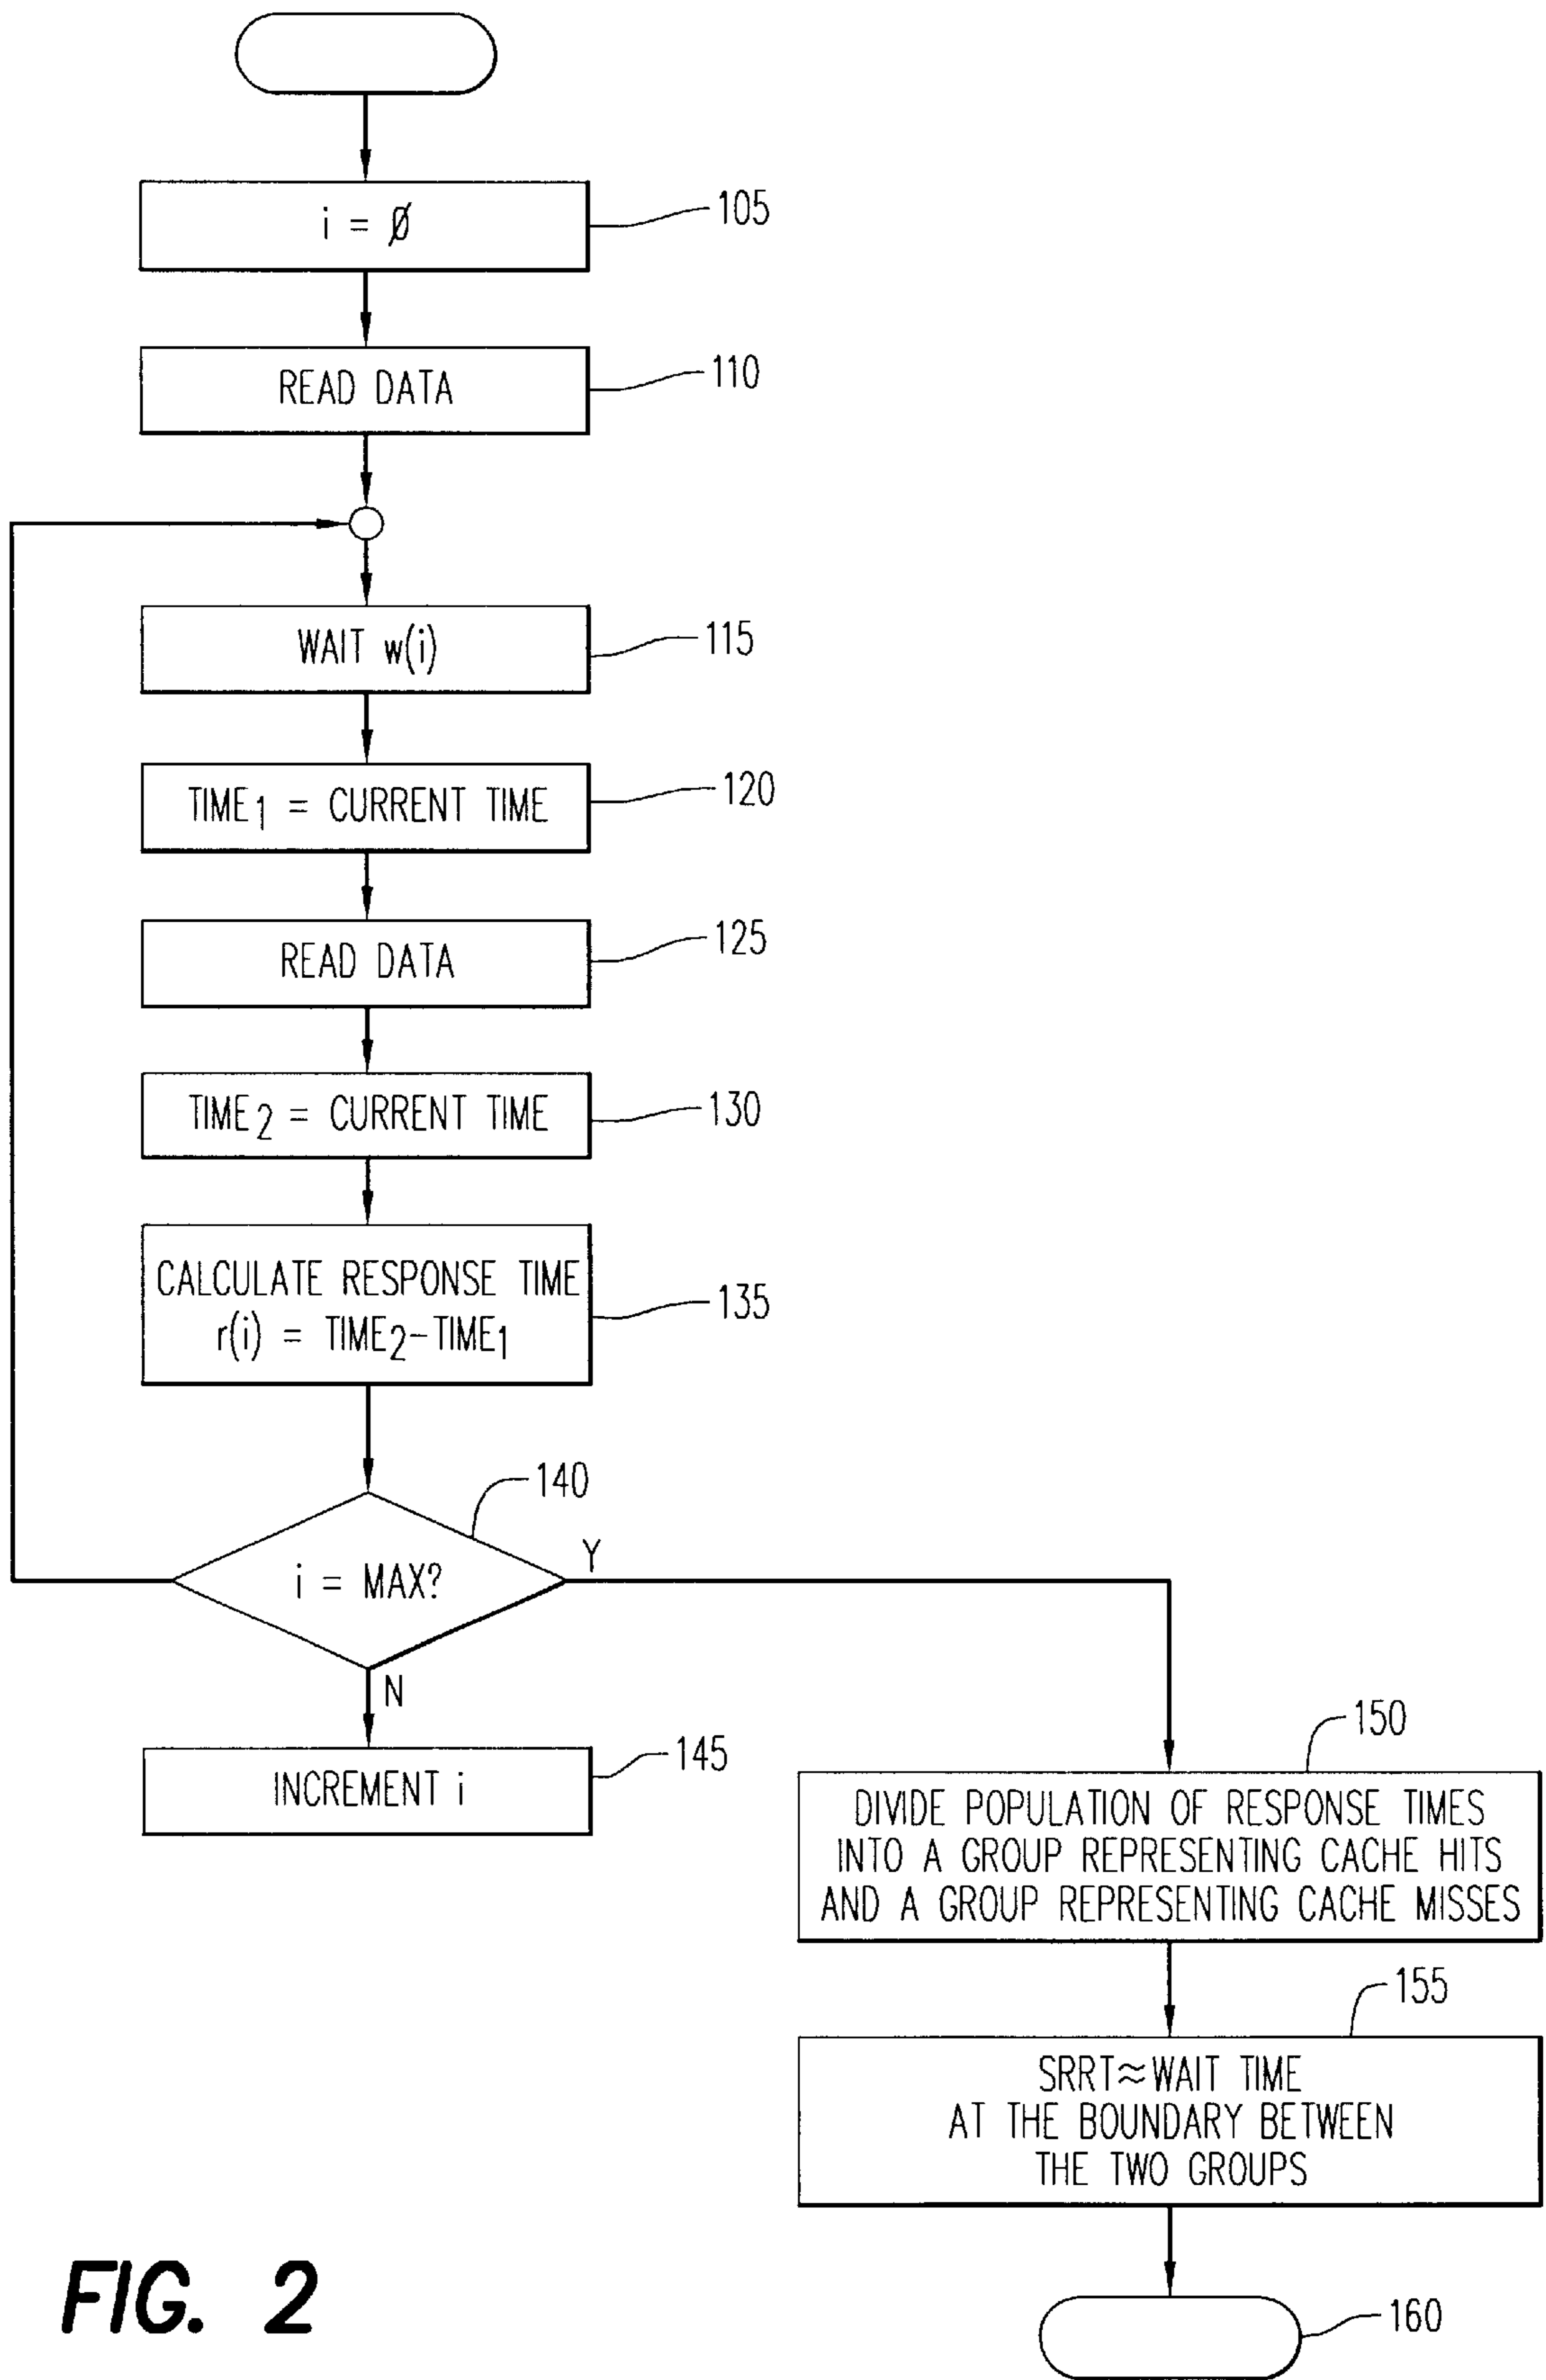 i = Ø
105
READ DATA
110
WAIT w(i)
115
TIME1 = CURRENT TIME
120
READ DATA
125
TIME2 = CURRENT TIME
130
CALCULATE RESPONSE TIME
r(i) = TIME2-TIME1
135
140
i = MAX?
Y
N
INCREMENT i
145
150
DIVIDE POPULATION OF RESPONSE TIMES
INTO A GROUP REPRESENTING CACHE HITS
AND A GROUP REPRESENTING CACHE MISSES
155
SRRT≈WAIT TIME
AT THE BOUNDARY BETWEEN
THE TWO GROUPS
160
FIG. 2